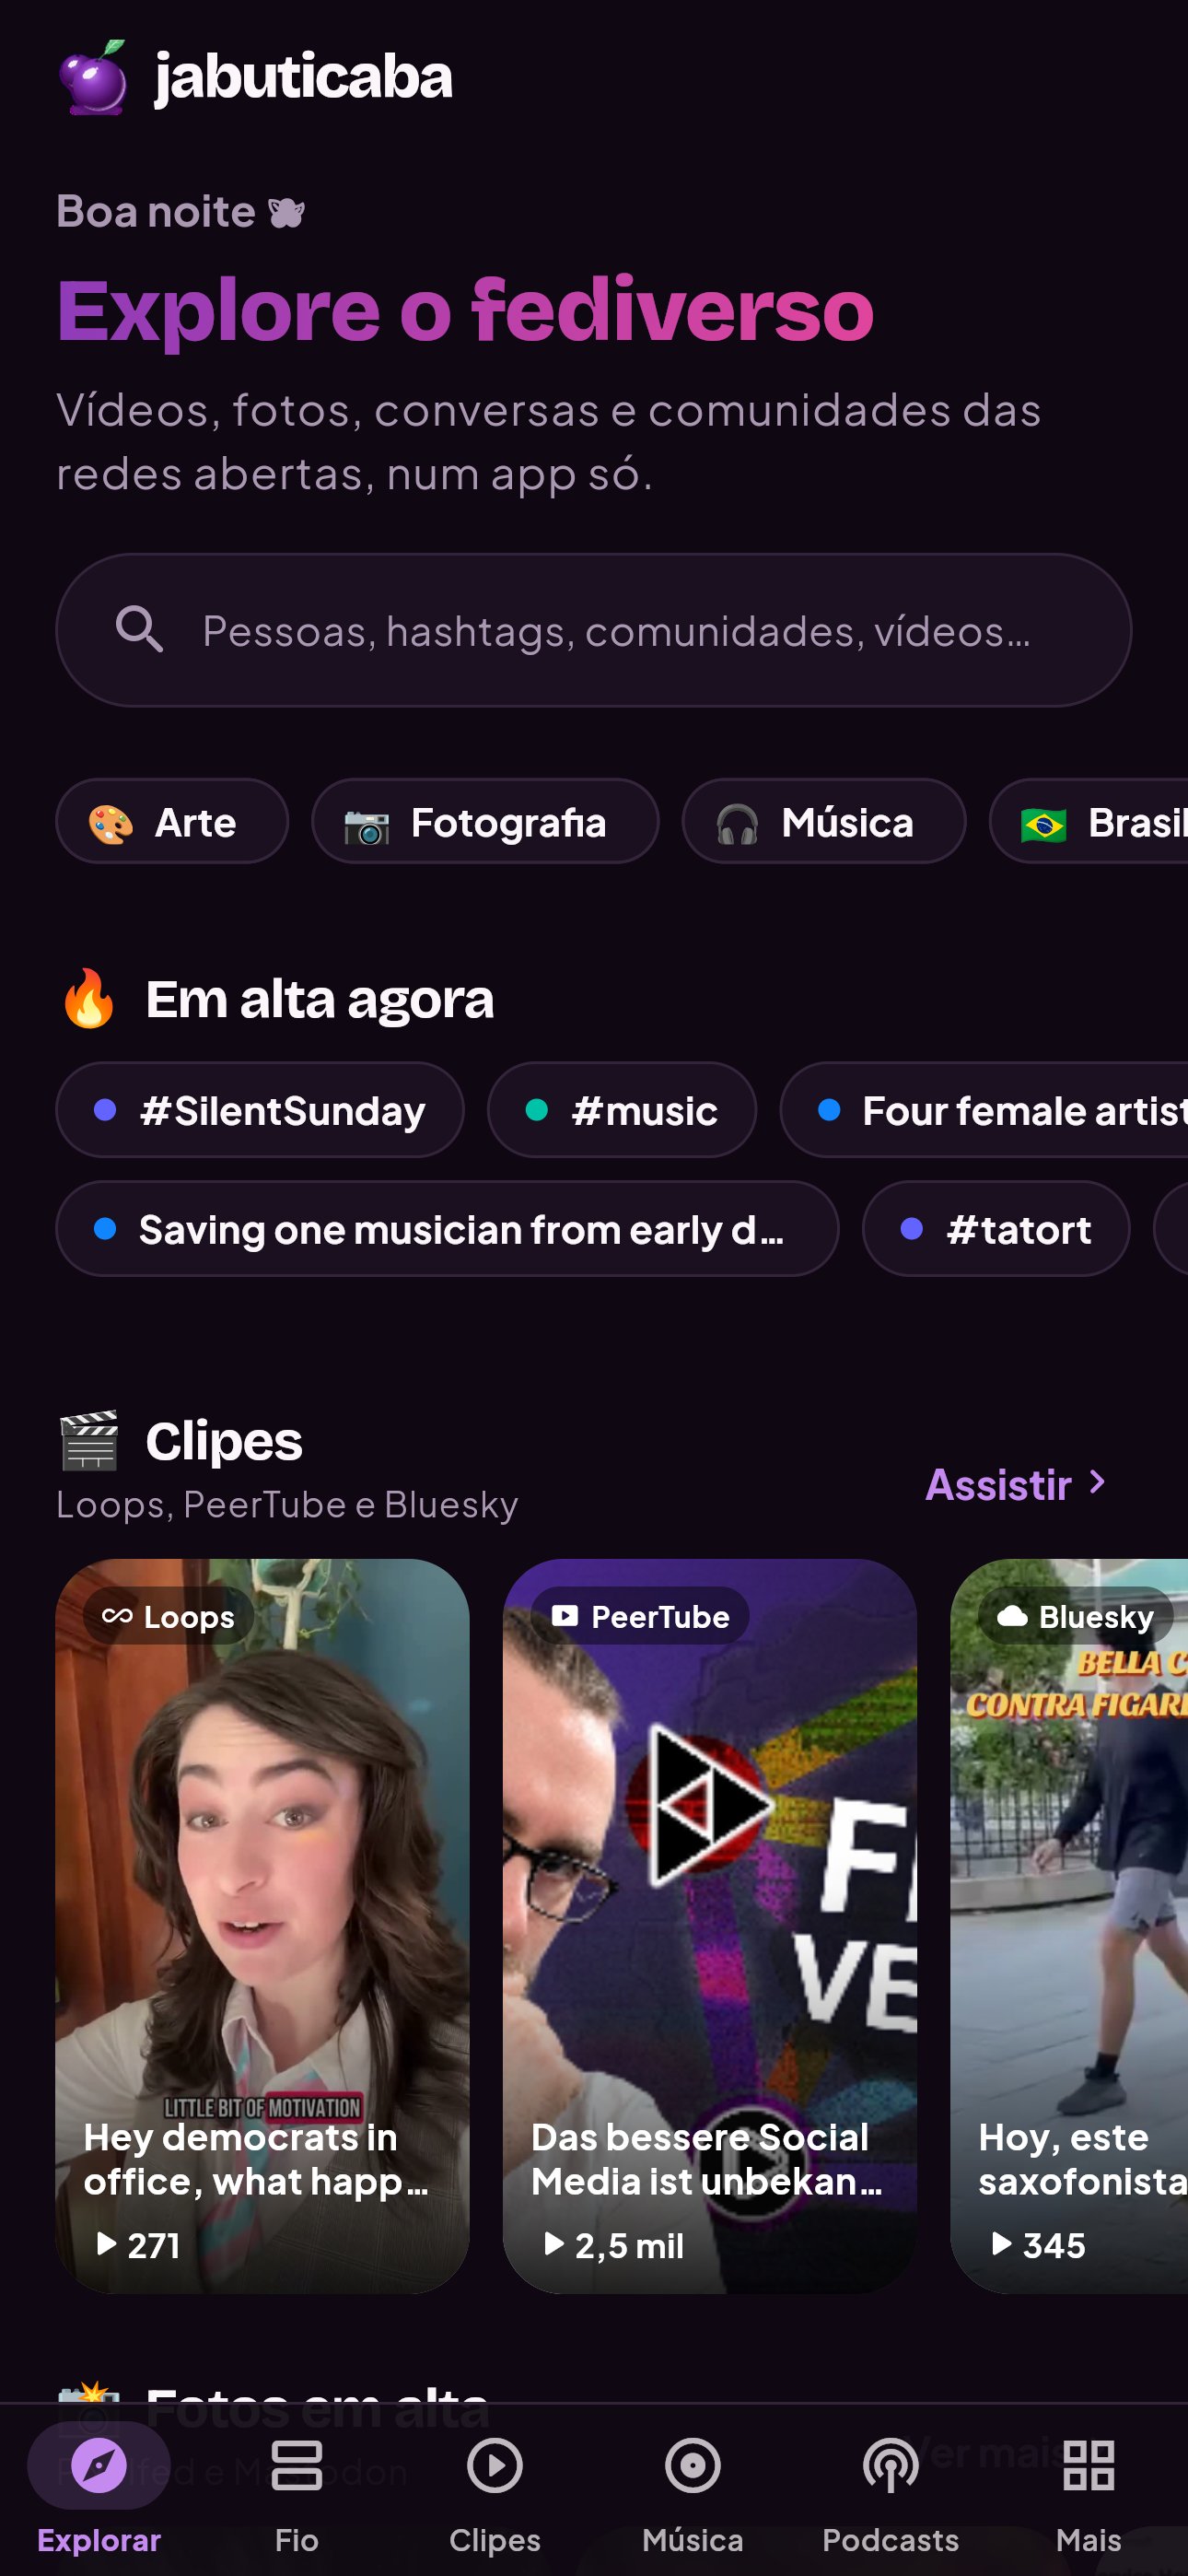 jabuticaba
Boa noite
Explore o fediverso
Vídeos, fotos, conversas e comunidades das
redes abertas, num app só.
Pessoas, hashtags, comunidades, vídeos…
Arte
Fotografia
Música
Brasil
Em alta agora
#SilentSunday
#music
Four female artist
Saving one musician from early d…
#tatort
Clipes
Loops, PeerTube e Bluesky
Assistir
Loops
PeerTube
Bluesky
BELLA C
CONTRA FIGAR
LITTLE BIT OF MOTIVATION
Hey democrats in
office, what happ…
271
Das bessere Social
Media ist unbekan…
2,5 mil
Hoy, este
saxofonista
345
Fotos em alta
Ver mais
Explorar
Fio
Clipes
Música
Podcasts
Mais